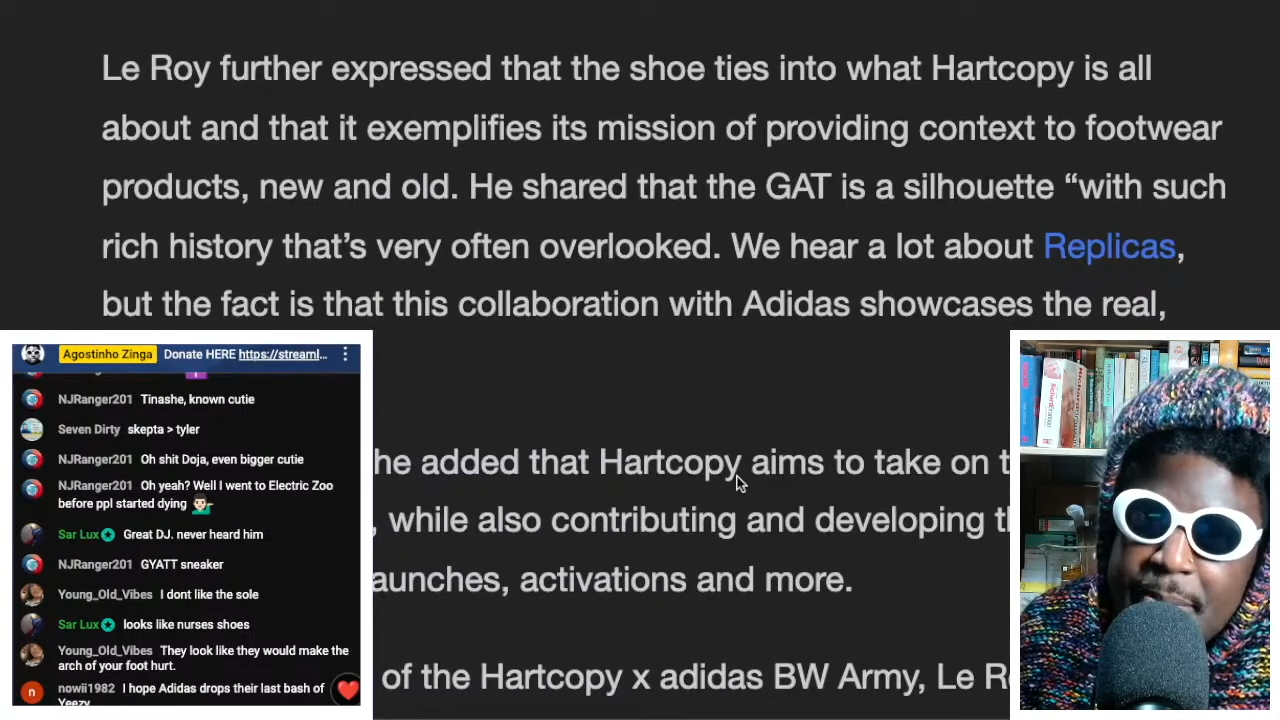 Le Roy further expressed that the shoe ties into what Hartcopy is all
about and that it exemplifies its mission of providing context to footwear
products, new and old. He shared that the GAT is a silhouette “with such
rich history that’s very often overlooked. We hear a lot about Replicas,
but the fact is that this collaboration with Adidas showcases the real,
he added that Hartcopy aims to take on t
, while also contributing and developing
aunches, activations and more.
of the Hartcopy x adidas BW Army, Le R
Agostinho Zinga Donate HERE https://streaml...
NJRanger201 Tinashe, known cutie
Seven Dirty skepta > tyler
NJRanger201 Oh shit Doja, even bigger cutie
NJRanger201 Oh yeah? Well I went to Electric Zoo
before ppl started dying
Sar Lux Great DJ. never heard him
NJRanger201 GYATT sneaker
Young_Old_Vibes I dont like the sole
Sar Lux looks like nurses shoes
Young_Old_Vibes They look like they would make the
arch of your foot hurt.
n nowii1982 I hope Adidas drops their last bash of
Yeezy